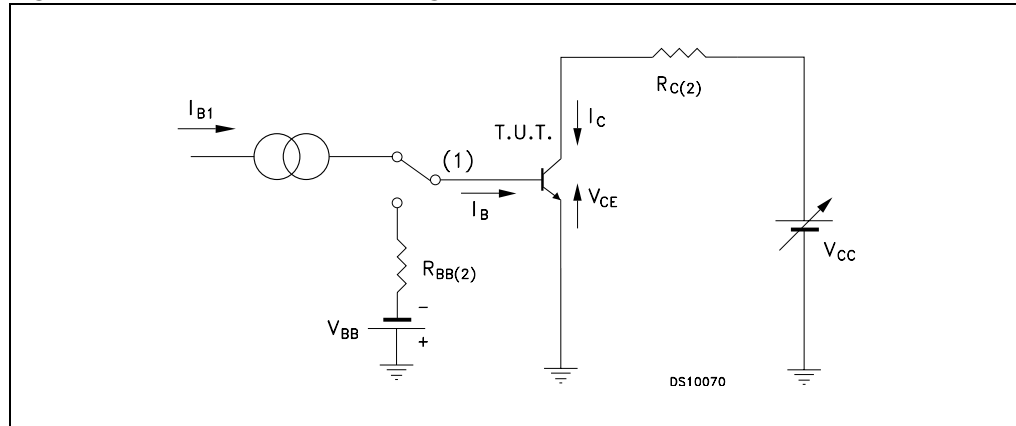 I_B1
R_C(2)
T.U.T.
I_C
(1)
I_B
V_CE
R_BB(2)
V_CC
−
V_BB
+
DS10070